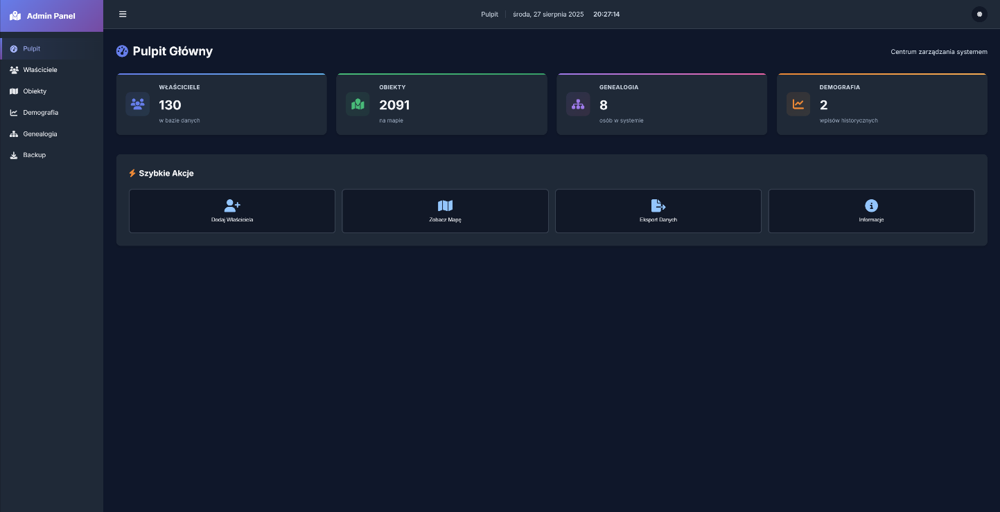 Admin Panel
Pulpit
Właściciele
Obiekty
Demografia
Genealogia
Backup
Pulpit środa, 27 sierpnia 2025 20:27:14
Pulpit Główny
Centrum zarządzania systemem
WŁAŚCICIELE
130
w bazie danych
OBIEKTY
2091
na mapie
GENEALOGIA
8
osób w systemie
DEMOGRAFIA
2
wpisów historycznych
Szybkie Akcje
Dodaj Właściciela
Zobacz Mapę
Eksport Danych
Informacje